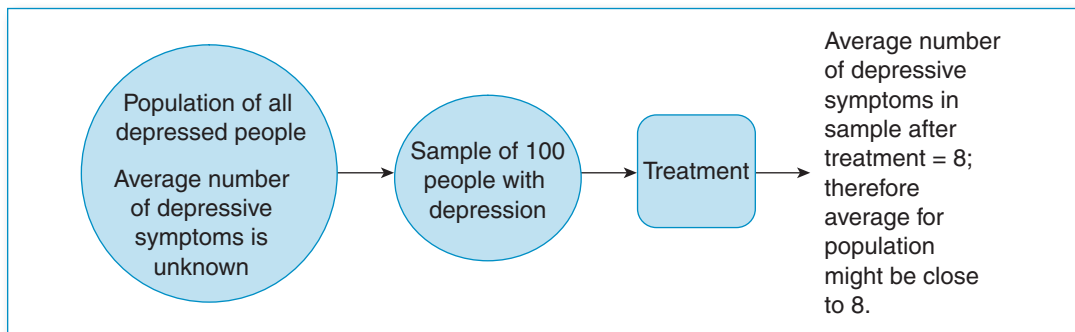 Population of all
depressed people
Average number
of depressive
symptoms is
unknown
Sample of 100
people with
depression
Treatment
Average number
of depressive
symptoms in
sample after
treatment = 8;
therefore
average for
population
might be close
to 8.